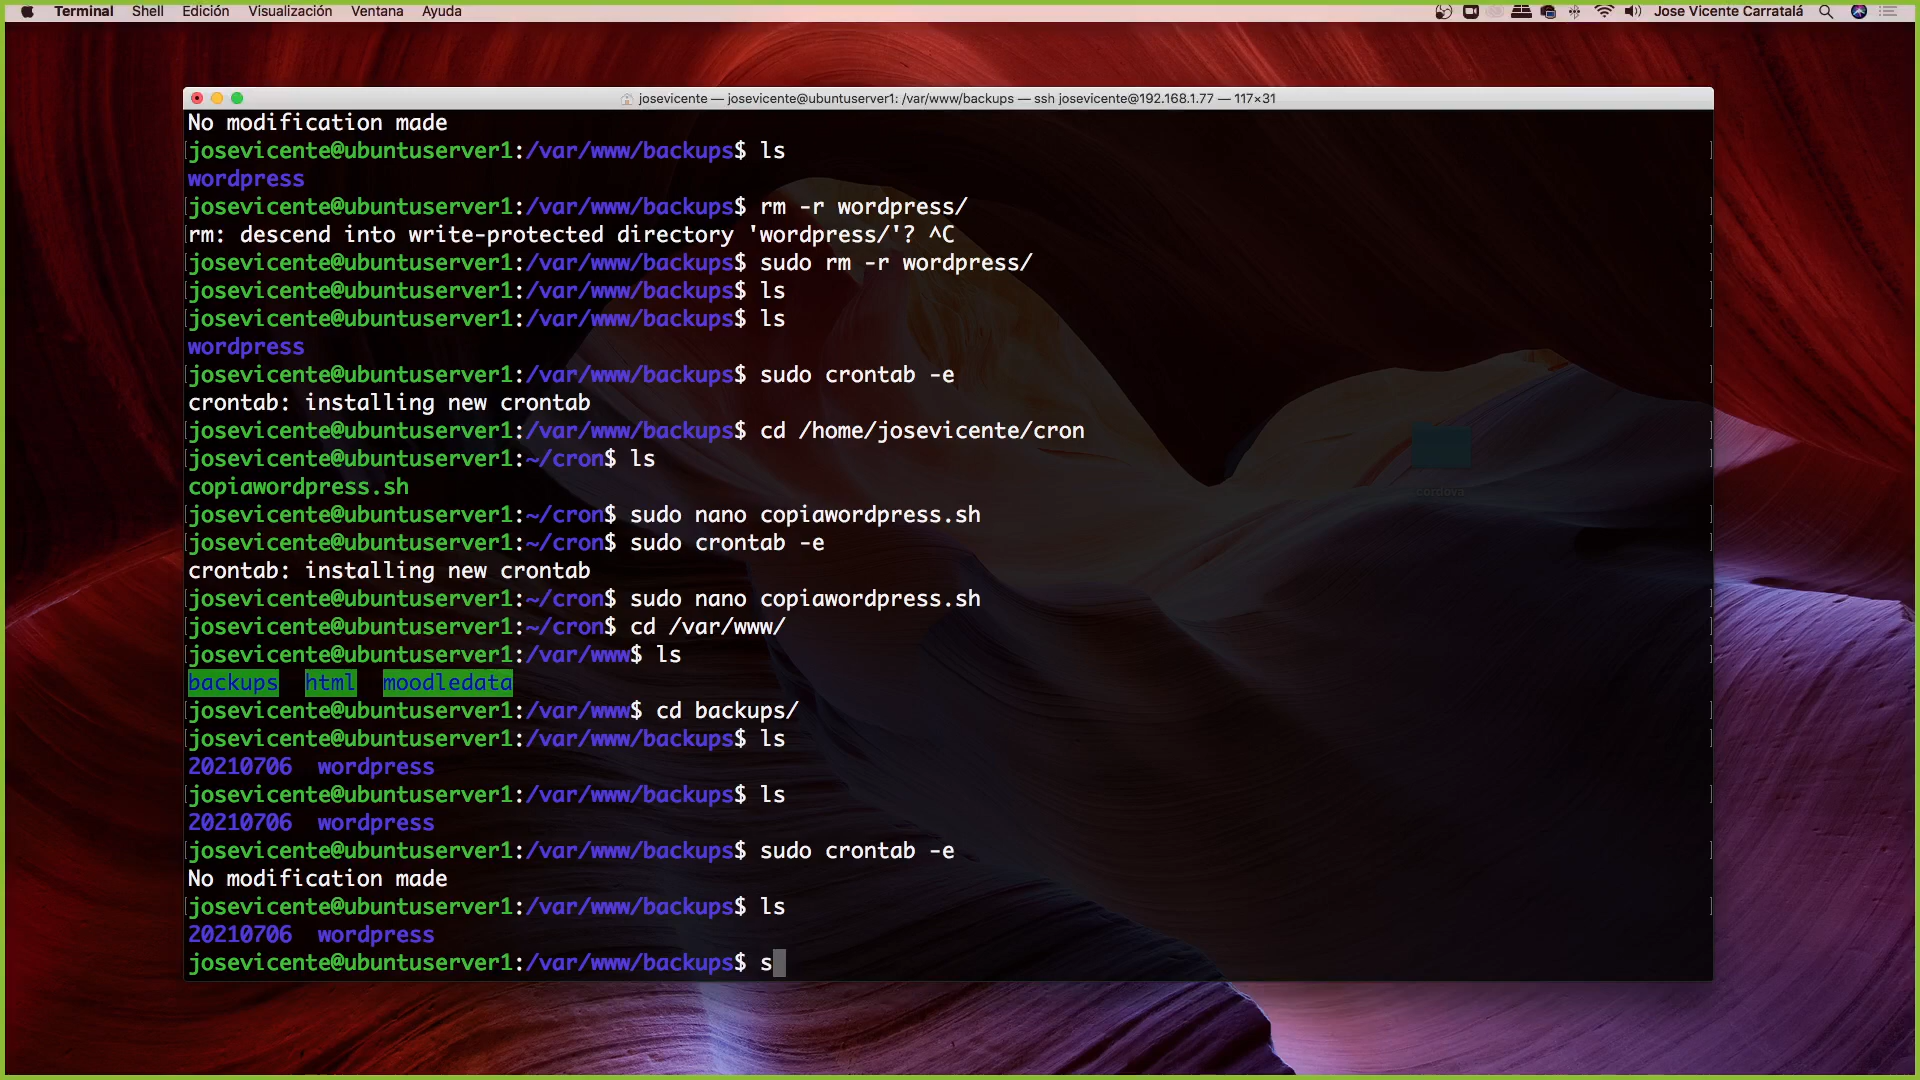 Terminal Shell Edición Visualización Ventana Ayuda Jose Vicente Carratalá
josevicente — josevicente@ubuntuserver1: /var/www/backups — ssh josevicente@192.168.1.77 — 117×31
No modification made
josevicente@ubuntuserver1:/var/www/backups$ ls
wordpress
josevicente@ubuntuserver1:/var/www/backups$ rm -r wordpress/
rm: descend into write-protected directory 'wordpress/'? ^C
josevicente@ubuntuserver1:/var/www/backups$ sudo rm -r wordpress/
josevicente@ubuntuserver1:/var/www/backups$ ls
josevicente@ubuntuserver1:/var/www/backups$ ls
wordpress
josevicente@ubuntuserver1:/var/www/backups$ sudo crontab -e
crontab: installing new crontab
josevicente@ubuntuserver1:/var/www/backups$ cd /home/josevicente/cron
josevicente@ubuntuserver1:~/cron$ ls
copiawordpress.sh
josevicente@ubuntuserver1:~/cron$ sudo nano copiawordpress.sh
josevicente@ubuntuserver1:~/cron$ sudo crontab -e
crontab: installing new crontab
josevicente@ubuntuserver1:~/cron$ sudo nano copiawordpress.sh
josevicente@ubuntuserver1:~/cron$ cd /var/www/
josevicente@ubuntuserver1:/var/www$ ls
backups html moodledata
josevicente@ubuntuserver1:/var/www$ cd backups/
josevicente@ubuntuserver1:/var/www/backups$ ls
20210706 wordpress
josevicente@ubuntuserver1:/var/www/backups$ ls
20210706 wordpress
josevicente@ubuntuserver1:/var/www/backups$ sudo crontab -e
No modification made
josevicente@ubuntuserver1:/var/www/backups$ ls
20210706 wordpress
josevicente@ubuntuserver1:/var/www/backups$ s
cordova